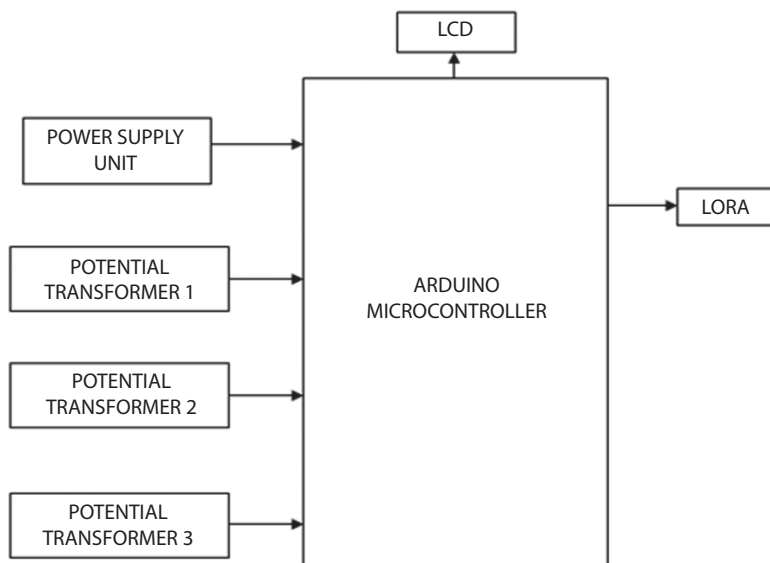 LCD
POWER SUPPLY
UNIT
LORA
POTENTIAL
TRANSFORMER 1
ARDUINO
MICROCONTROLLER
POTENTIAL
TRANSFORMER 2
POTENTIAL
TRANSFORMER 3